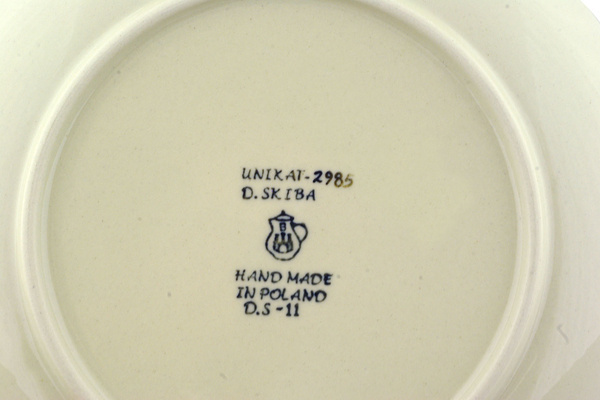 UNIKAT-2985
D. SKIBA
B
HAND MADE
IN POLAND
D.S -11